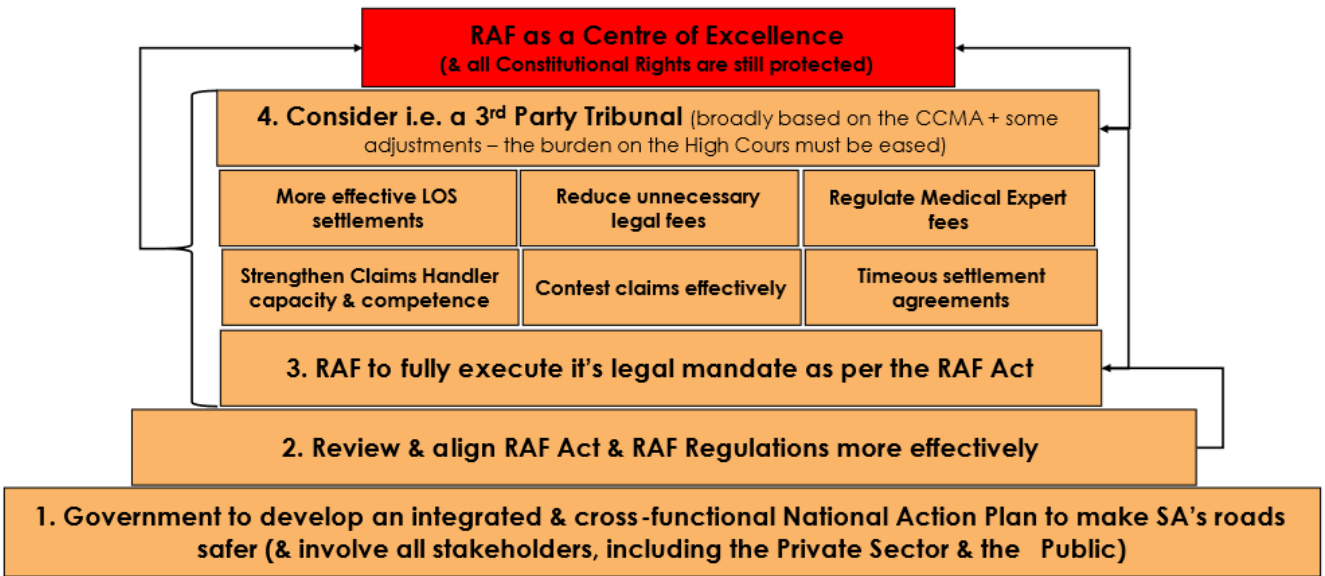 RAF as a Centre of Excellence
(& all Constitutional Rights are still protected)
4. Consider i.e. a 3rd Party Tribunal (broadly based on the CCMA + some
adjustments – the burden on the High Cours must be eased)
More effective LOS
settlements
Reduce unnecessary
legal fees
Regulate Medical Expert
fees
Strengthen Claims Handler
capacity & competence
Contest claims effectively
Timeous settlement
agreements
3. RAF to fully execute it's legal mandate as per the RAF Act
2. Review & align RAF Act & RAF Regulations more effectively
1. Government to develop an integrated & cross-functional National Action Plan to make SA's roads
safer (& involve all stakeholders, including the Private Sector & the Public)